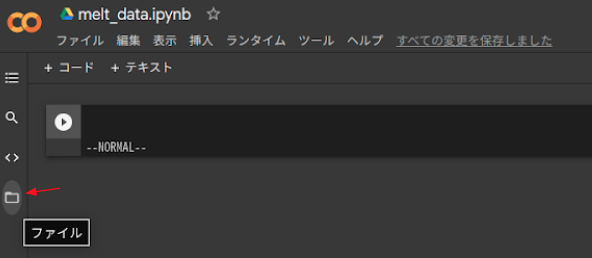 melt_data.ipynb
ファイル 編集 表示 挿入 ランタイム ツール ヘルプ すべての変更を保存しました
+ コード + テキスト
--NORMAL--
ファイル